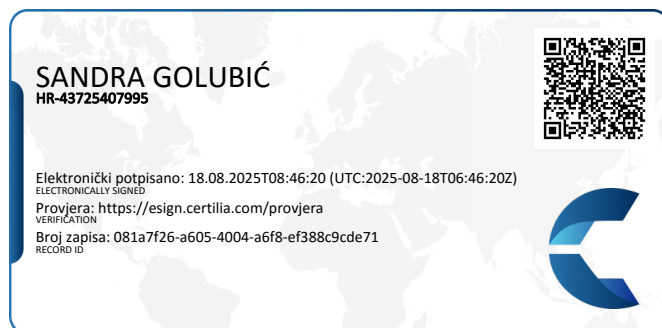 SANDRA GOLUBIĆ
HR-43725407995
Elektronički potpisano: 18.08.2025T08:46:20 (UTC:2025-08-18T06:46:20Z)
ELECTRONICALLY SIGNED
Provjera: https://esign.certilia.com/provjera
VERIFICATION
Broj zapisa: 081a7f26-a605-4004-a6f8-ef388c9cde71
RECORD ID